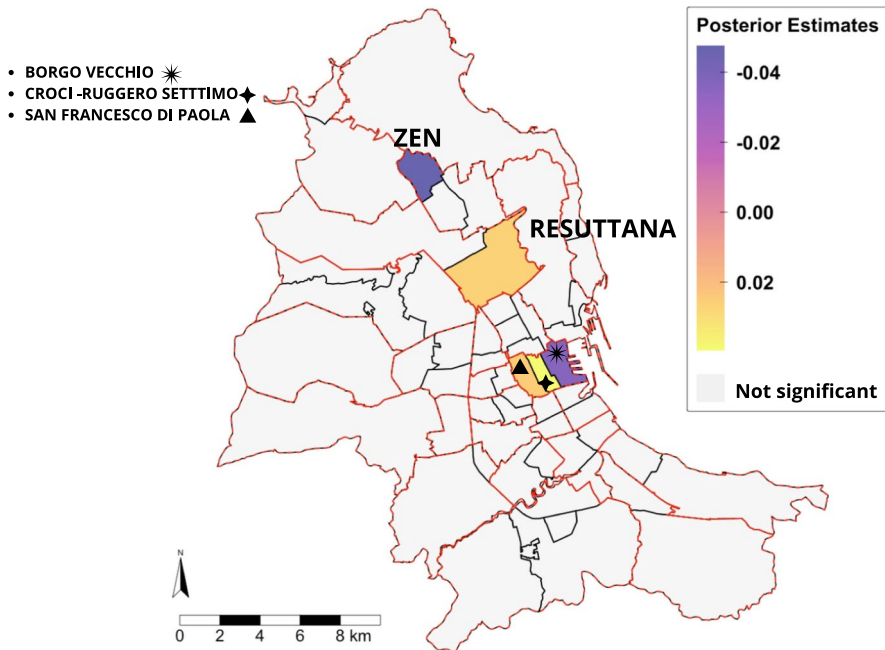 • BORGO VECCHIO
• CROCI -RUGGERO SETTTIMO
• SAN FRANCESCO DI PAOLA
ZEN
RESUTTANA
Posterior Estimates
-0.04
-0.02
0.00
0.02
Not significant
N
0 2 4 6 8 km